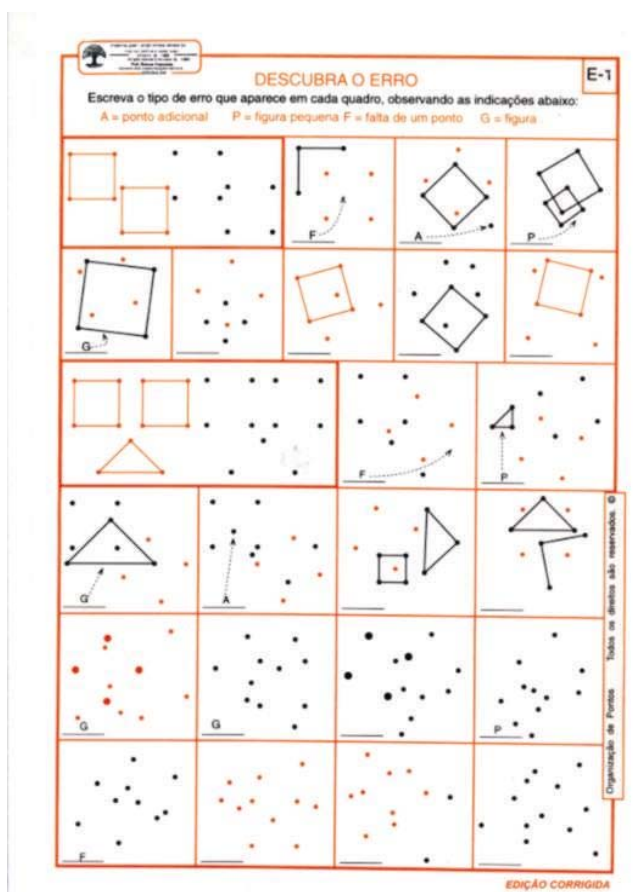 DESCUBRA O ERRO
E-1
Escreva o tipo de erro que aparece em cada quadro, observando as indicações abaixo:
A = ponto adicional P = figura pequena F = falta de um ponto G = figura
F
A
P
G
F
P
G
A
G
G
P
F
Organização de Pontos Todos os direitos são reservados. ©
EDIÇÃO CORRIGIDA